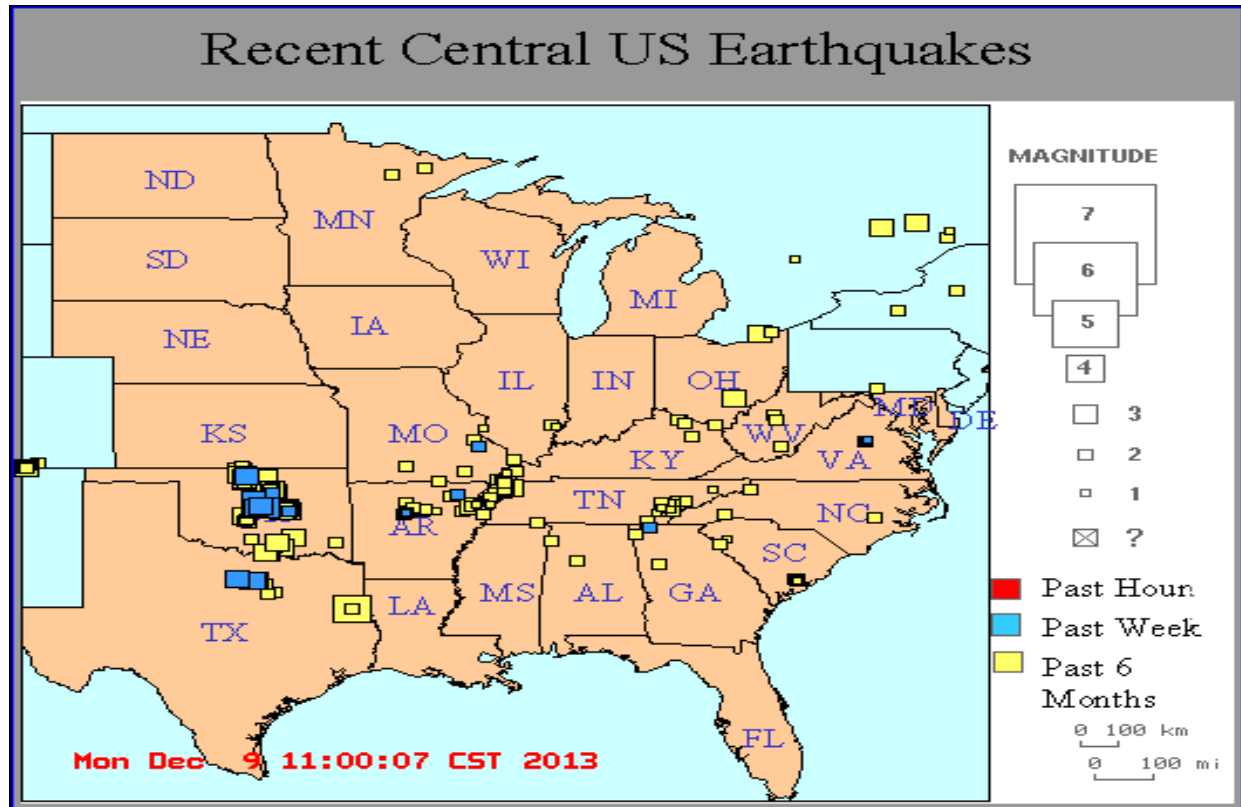 Recent Central US Earthquakes
ND
MN
SD
WI
MI
NE
IA
IL
IN
OH
KS
MO
WV
MD
DE
KY
VA
TN
NC
AR
SC
MS
AL
GA
LA
TX
FL
Mon Dec 9 11:00:07 CST 2013
MAGNITUDE
7
6
5
4
3
2
1
?
Past Houn
Past Week
Past 6
Months
0 100 km
0 100 mi